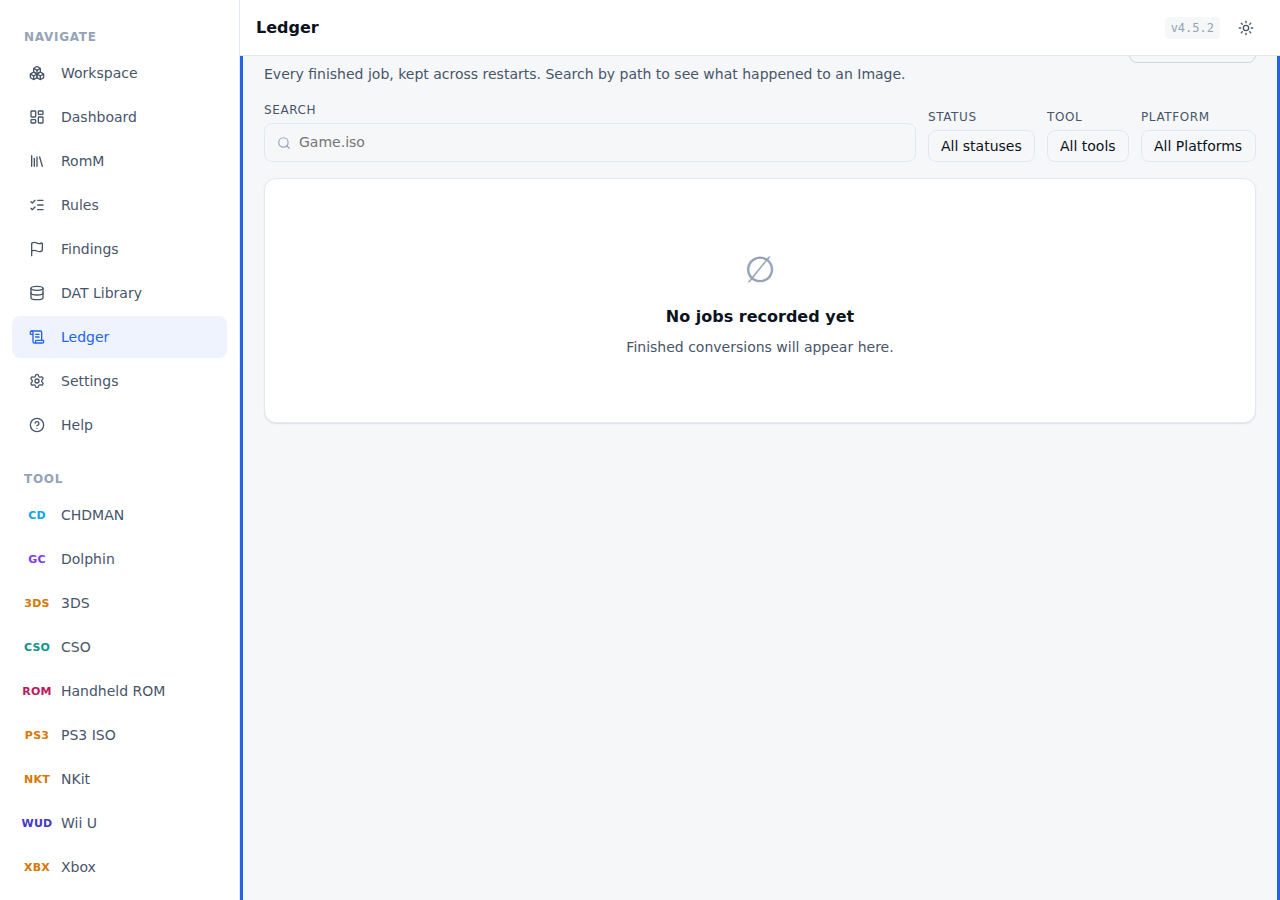 NAVIGATE
Workspace
Dashboard
RomM
Rules
Findings
DAT Library
Ledger
Settings
Help
TOOL
CD CHDMAN
GC Dolphin
3DS 3DS
CSO CSO
ROM Handheld ROM
PS3 PS3 ISO
NKT NKit
WUD Wii U
XBX Xbox
Ledger
v4.5.2
Every finished job, kept across restarts. Search by path to see what happened to an Image.
SEARCH
Game.iso
STATUS
All statuses
TOOL
All tools
PLATFORM
All Platforms
No jobs recorded yet
Finished conversions will appear here.